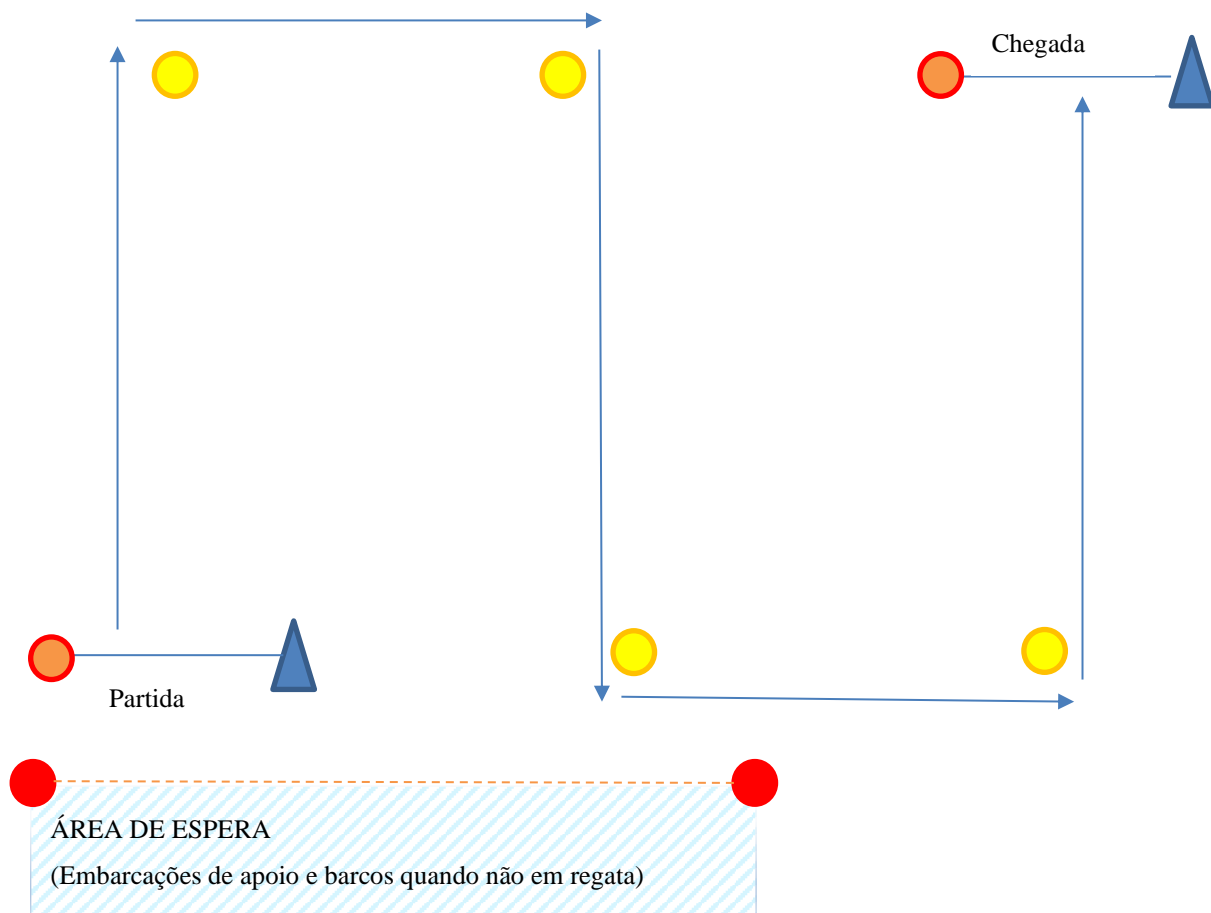 Chegada
Partida
ÁREA DE ESPERA
(Embarcações de apoio e barcos quando não em regata)